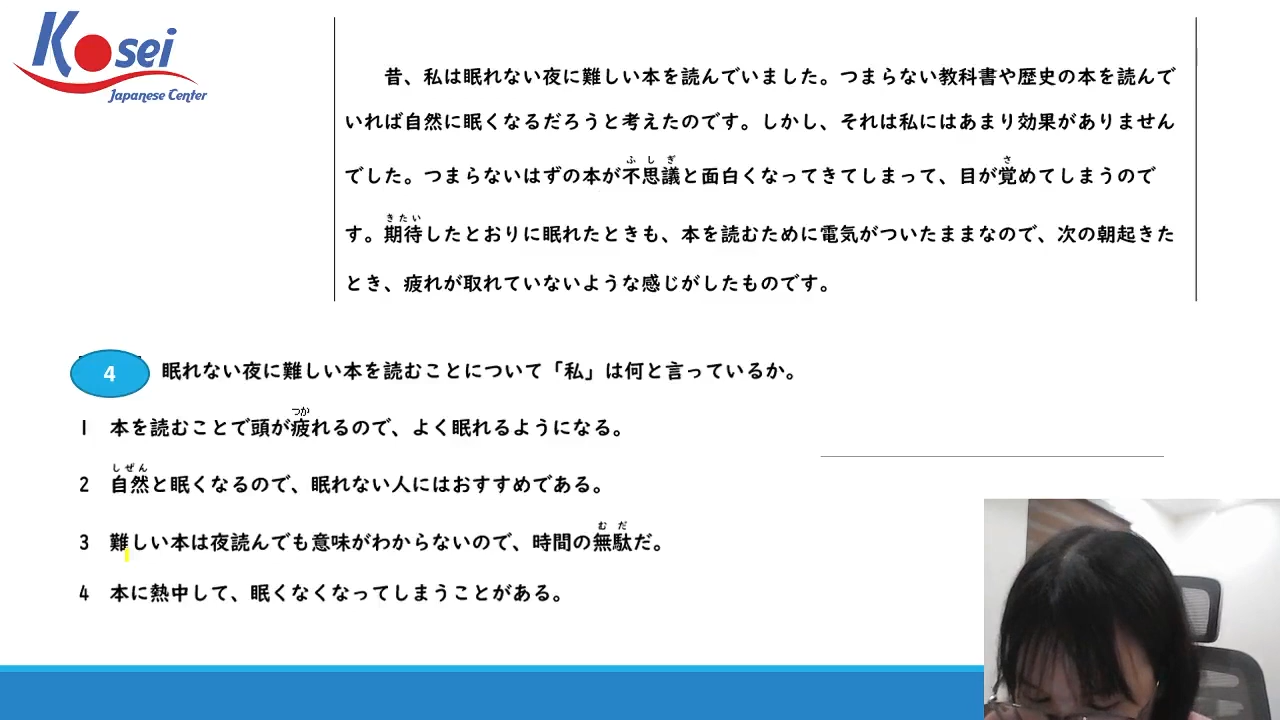 Kosei
Japanese Center
昔、私は眠れない夜に難しい本を読んでいました。つまらない教科書や歴史の本を読んで
いれば自然に眠くなるだろうと考えたのです。しかし、それは私にはあまり効果がありません
ふしぎ さ
でした。つまらないはずの本が不思議と面白くなってきてしまって、目が覚めてしまうので
きたい
す。期待したとおりに眠れたときも、本を読むために電気がついたままなので、次の朝起きた
とき、疲れが取れていないような感じがしたものです。
4 眠れない夜に難しい本を読むことについて「私」は何と言っているか。
つか
1 本を読むことで頭が疲れるので、よく眠れるようになる。
しぜん
2 自然と眠くなるので、眠れない人にはおすすめである。
むだ
3 難しい本は夜読んでも意味がわからないので、時間の無駄だ。
4 本に熱中して、眠くなくなってしまうことがある。